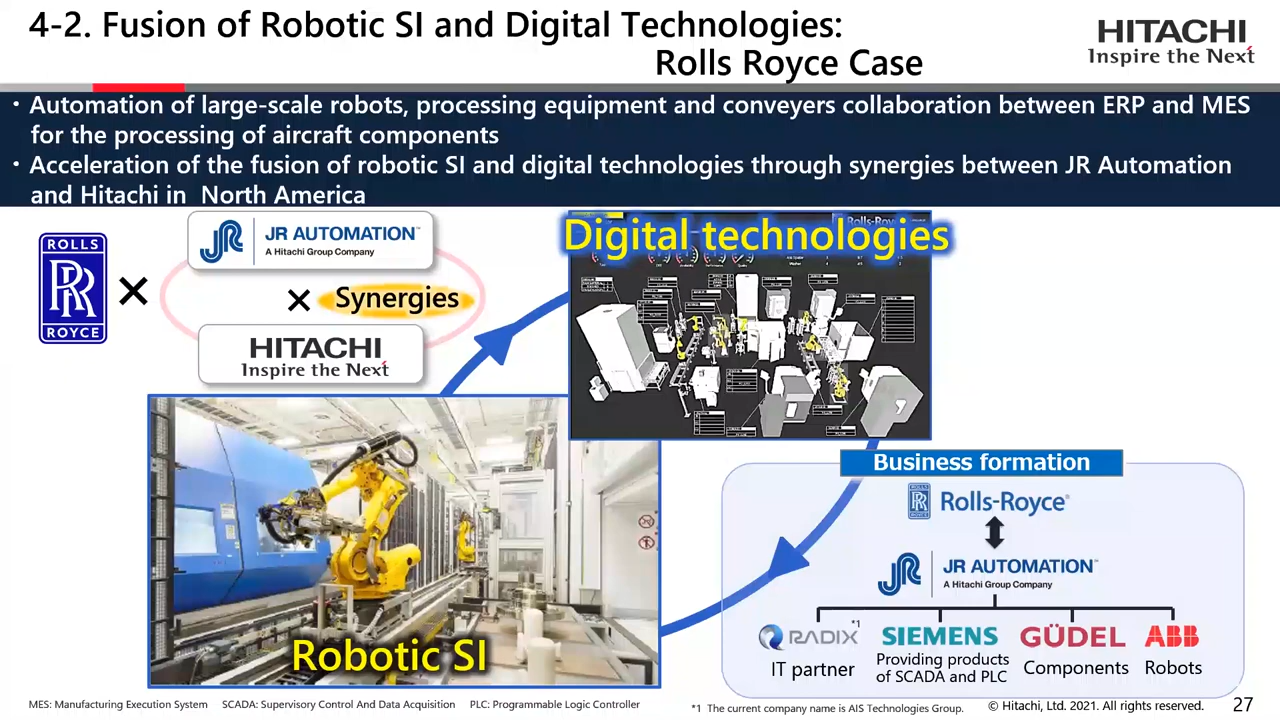 4-2. Fusion of Robotic SI and Digital Technologies:
Rolls Royce Case
HITACHI
Inspire the Next
・Automation of large-scale robots, processing equipment and conveyers collaboration between ERP and MES
for the processing of aircraft components
・Acceleration of the fusion of robotic SI and digital technologies through synergies between JR Automation
and Hitachi in North America
ROLLS
RR
ROYCE
×
JR AUTOMATION™
A Hitachi Group Company
× Synergies
HITACHI
Inspire the Next
Rolls-Royce
Digital technologies
Robotic SI
Business formation
Rolls-Royce®
JR AUTOMATION™
A Hitachi Group Company
RADIX *1
IT partner
SIEMENS
Providing products
of SCADA and PLC
GÜDEL
Components
ABB
Robots
MES: Manufacturing Execution System SCADA: Supervisory Control And Data Acquisition PLC: Programmable Logic Controller
*1 The current company name is AIS Technologies Group.
© Hitachi, Ltd. 2021. All rights reserved.
27